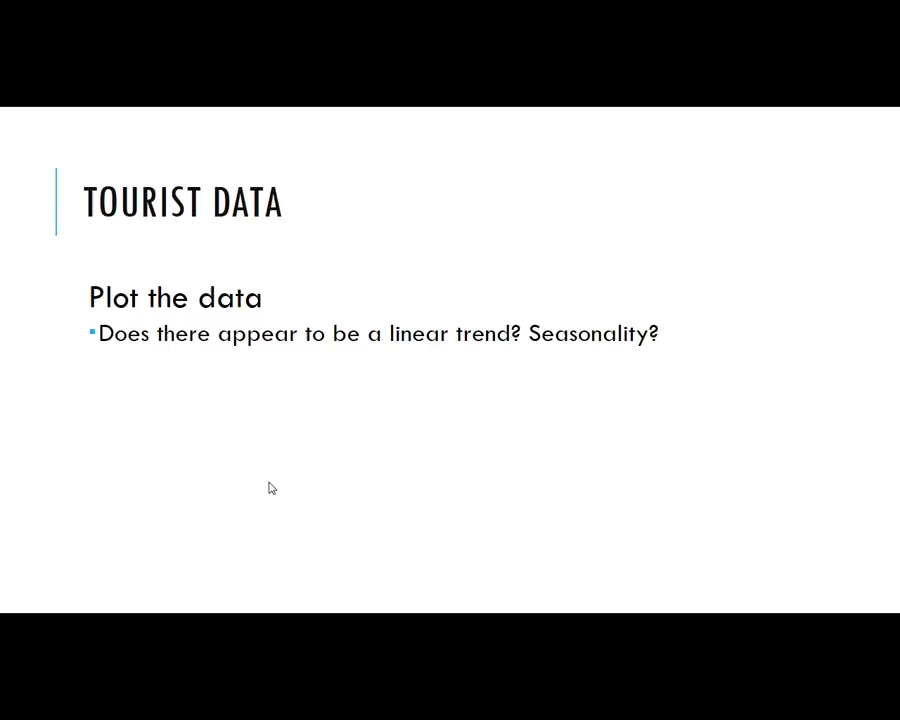 TOURIST DATA
Plot the data
▪Does there appear to be a linear trend? Seasonality?